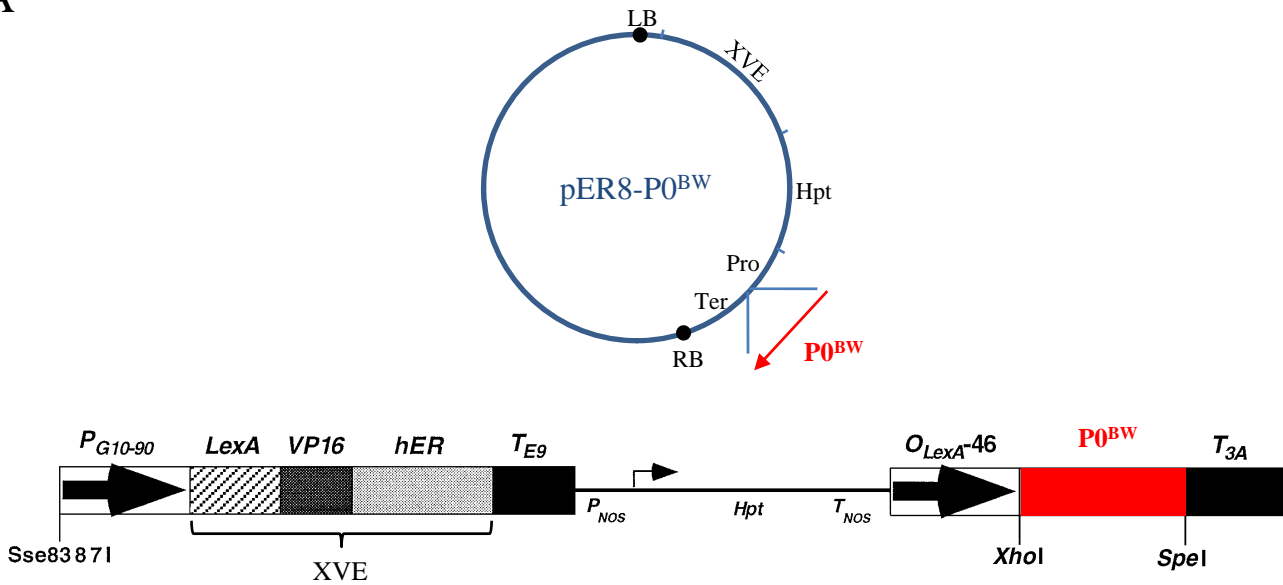 A
LB
XVE
pER8-P0BW
Hpt
Pro
Ter
P0BW
RB
PG10-90 LexA VP16 hER TE9 OLexA-46 P0BW T3A
PNOS Hpt TNOS
Sse8387I XhoI SpeI
XVE